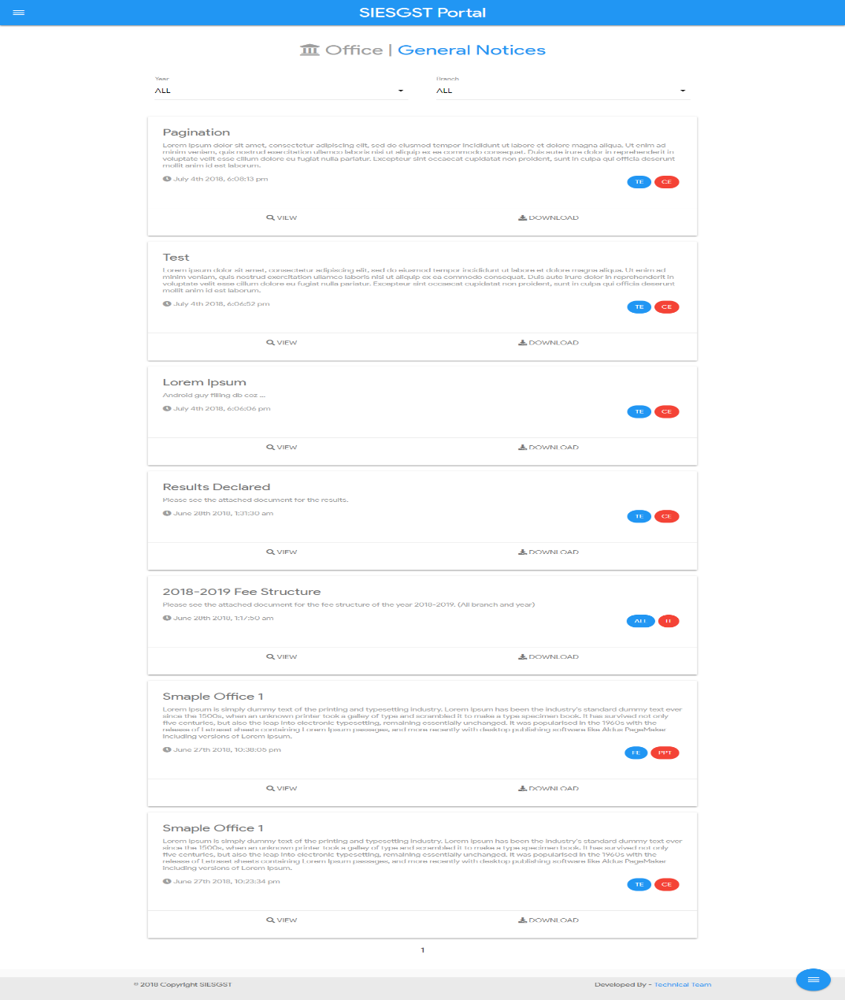 SIESGST Portal
Office | General Notices
Year
Branch
ALL
ALL
Pagination
Lorem ipsum dolor sit amet, consectetur adipiscing elit, sed do eiusmod tempor incididunt ut labore et dolore magna aliqua. Ut enim ad
minim veniam, quis nostrud exercitation ullamco laboris nisi ut aliquip ex ea commodo consequat. Duis aute irure dolor in reprehenderit in
voluptate velit esse cillum dolore eu fugiat nulla pariatur. Excepteur sint occaecat cupidatat non proident, sunt in culpa qui officia deserunt
mollit anim id est laborum.
July 4th 2018, 6:08:13 pm
TE CE
VIEW DOWNLOAD
Test
Lorem ipsum dolor sit amet, consectetur adipiscing elit, sed do eiusmod tempor incididunt ut labore et dolore magna aliqua. Ut enim ad
minim veniam, quis nostrud exercitation ullamco laboris nisi ut aliquip ex ea commodo consequat. Duis aute irure dolor in reprehenderit in
voluptate velit esse cillum dolore eu fugiat nulla pariatur. Excepteur sint occaecat cupidatat non proident, sunt in culpa qui officia deserunt
mollit anim id est laborum.
July 4th 2018, 6:06:52 pm
TE CE
VIEW DOWNLOAD
Lorem Ipsum
Android guy filling db coz ...
July 4th 2018, 6:06:06 pm
TE CE
VIEW DOWNLOAD
Results Declared
Please see the attached document for the results.
June 28th 2018, 1:31:30 am
TE CE
VIEW DOWNLOAD
2018-2019 Fee Structure
Please see the attached document for the fee structure of the year 2018-2019. (All branch and year)
June 28th 2018, 1:17:50 am
ALL IT
VIEW DOWNLOAD
Smaple Office 1
Lorem Ipsum is simply dummy text of the printing and typesetting industry. Lorem Ipsum has been the industry's standard dummy text ever
since the 1500s, when an unknown printer took a galley of type and scrambled it to make a type specimen book. It has survived not only
five centuries, but also the leap into electronic typesetting, remaining essentially unchanged. It was popularised in the 1960s with the
release of Letraset sheets containing Lorem Ipsum passages, and more recently with desktop publishing software like Aldus PageMaker
including versions of Lorem Ipsum.
June 27th 2018, 10:38:05 pm
FE PPT
VIEW DOWNLOAD
Smaple Office 1
Lorem Ipsum is simply dummy text of the printing and typesetting industry. Lorem Ipsum has been the industry's standard dummy text ever
since the 1500s, when an unknown printer took a galley of type and scrambled it to make a type specimen book. It has survived not only
five centuries, but also the leap into electronic typesetting, remaining essentially unchanged. It was popularised in the 1960s with the
release of Letraset sheets containing Lorem Ipsum passages, and more recently with desktop publishing software like Aldus PageMaker
including versions of Lorem Ipsum.
June 27th 2018, 10:23:34 pm
TE CE
VIEW DOWNLOAD
1
© 2018 Copyright SIESGST
Developed By - Technical Team